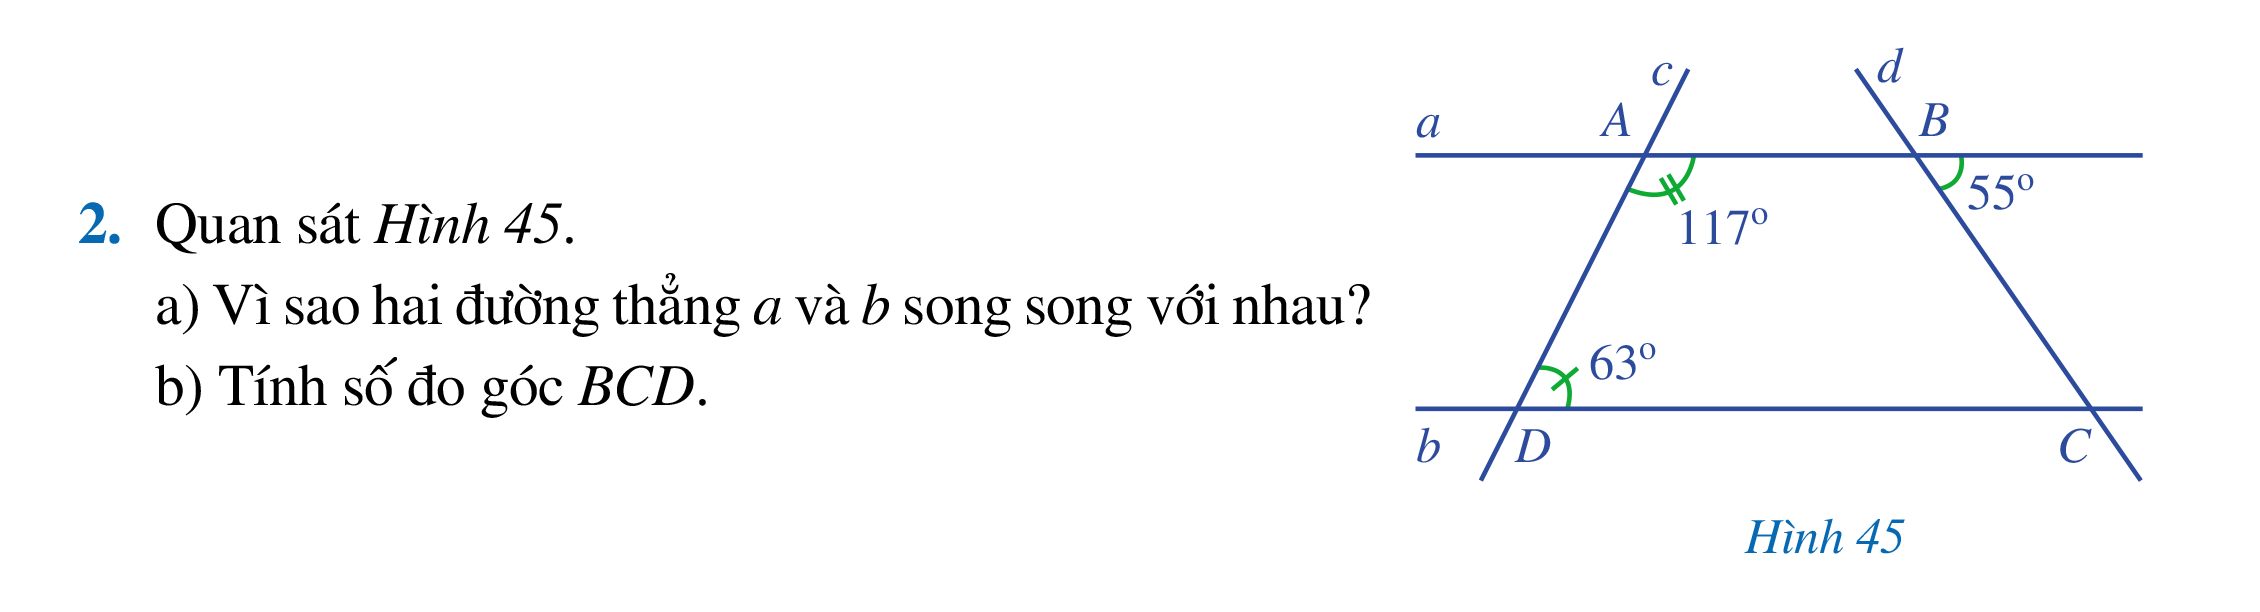 2. Quan sát Hình 45.
a) Vì sao hai đường thẳng a và b song song với nhau?
b) Tính số đo góc BCD.
c d
a A B
55°
117°
63°
b D C
Hình 45